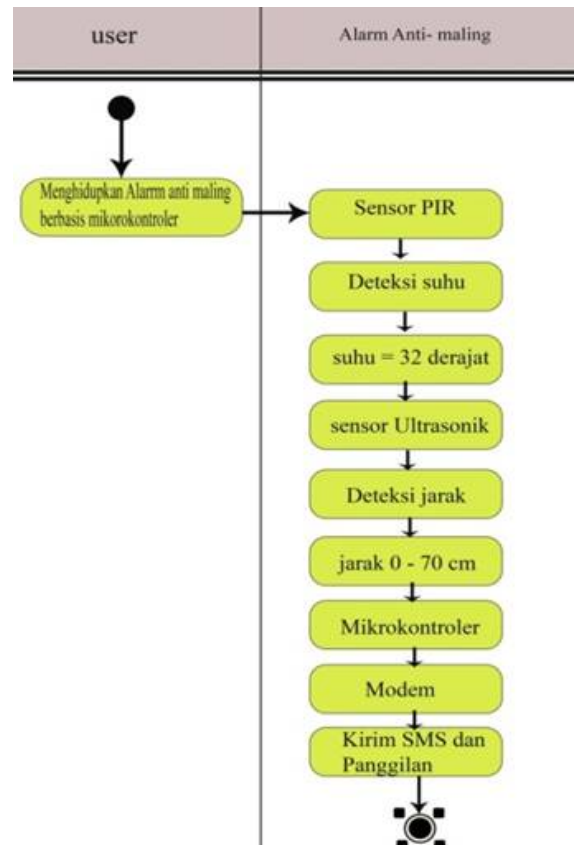 user
Alarm Anti- maling
Menghidupkan Alarrm anti maling
berbasis mikorokontroler
Sensor PIR
Deteksi suhu
suhu = 32 derajat
sensor Ultrasonik
Deteksi jarak
jarak 0 - 70 cm
Mikrokontroler
Modem
Kirim SMS dan
Panggilan